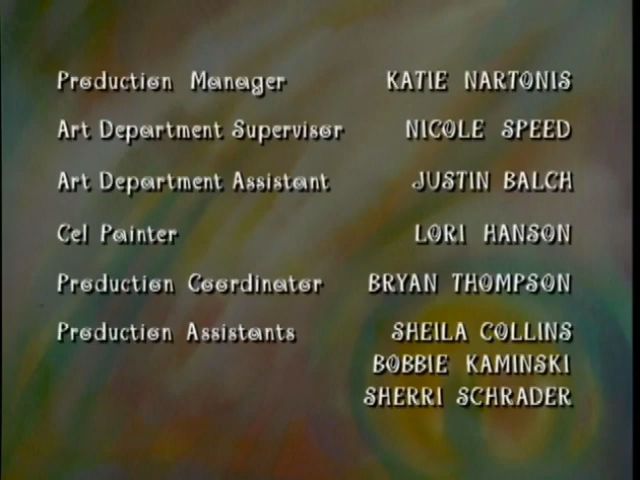 Production Manager KATIE NARTONIS
Art Department Supervisor NICOLE SPEED
Art Department Assistant JUSTIN BALCH
Cel Painter LORI HANSON
Production Coordinator BRYAN THOMPSON
Production Assistants SHEILA COLLINS
BOBBIE KAMINSKI
SHERRI SCHRADER